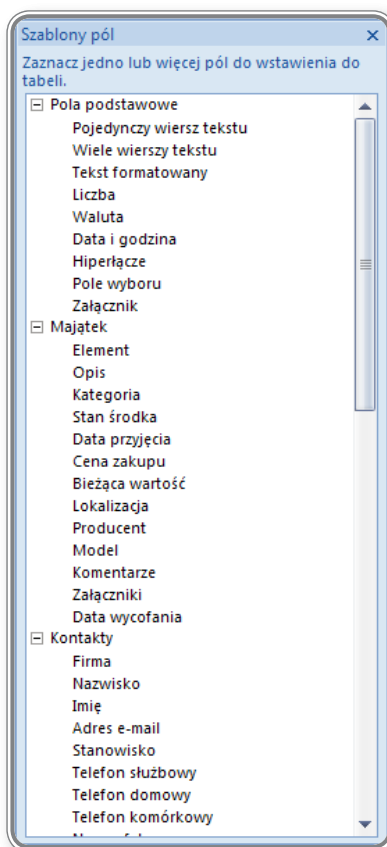 Szablony pól
Zaznacz jedno lub więcej pól do wstawienia do
tabeli.
Pola podstawowe
Pojedynczy wiersz tekstu
Wiele wierszy tekstu
Tekst formatowany
Liczba
Waluta
Data i godzina
Hiperłącze
Pole wyboru
Załącznik
Majątek
Element
Opis
Kategoria
Stan środka
Data przyjęcia
Cena zakupu
Bieżąca wartość
Lokalizacja
Producent
Model
Komentarze
Załączniki
Data wycofania
Kontakty
Firma
Nazwisko
Imię
Adres e-mail
Stanowisko
Telefon służbowy
Telefon domowy
Telefon komórkowy